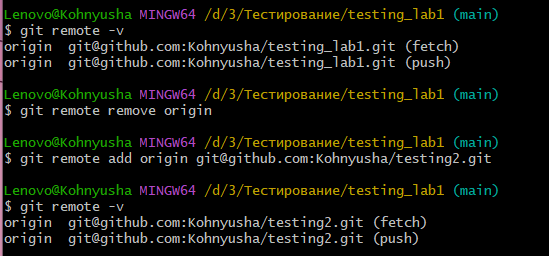 Lenovo@Kohnyusha MINGW64 /d/3/Тестирование/testing_lab1 (main)
$ git remote -v
origin  git@github.com:Kohnyusha/testing_lab1.git (fetch)
origin  git@github.com:Kohnyusha/testing_lab1.git (push)
Lenovo@Kohnyusha MINGW64 /d/3/Тестирование/testing_lab1 (main)
$ git remote remove origin
Lenovo@Kohnyusha MINGW64 /d/3/Тестирование/testing_lab1 (main)
$ git remote add origin git@github.com:Kohnyusha/testing2.git
Lenovo@Kohnyusha MINGW64 /d/3/Тестирование/testing_lab1 (main)
$ git remote -v
origin  git@github.com:Kohnyusha/testing2.git (fetch)
origin  git@github.com:Kohnyusha/testing2.git (push)